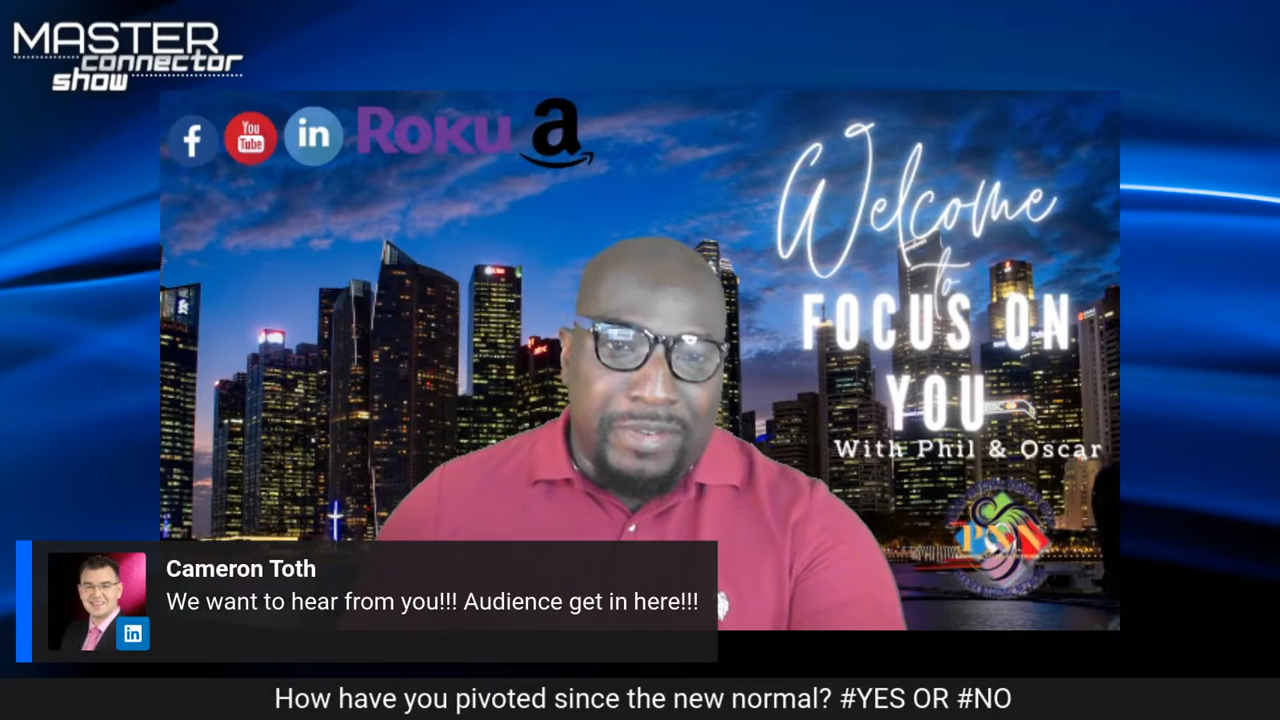 MASTER
connector
show
f
You
Tube
in
ROKU
a
Welcome
to
FOCUS ON
YOU
With Phil & Oscar
PNN
Cameron Toth
We want to hear from you!!! Audience get in here!!!
in
How have you pivoted since the new normal? #YES OR #NO